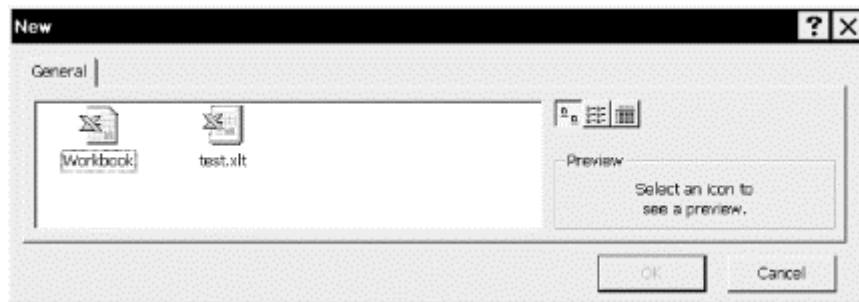 New
General
Workbook
test.xlt
Preview
Select an icon to
see a preview.
OK
Cancel